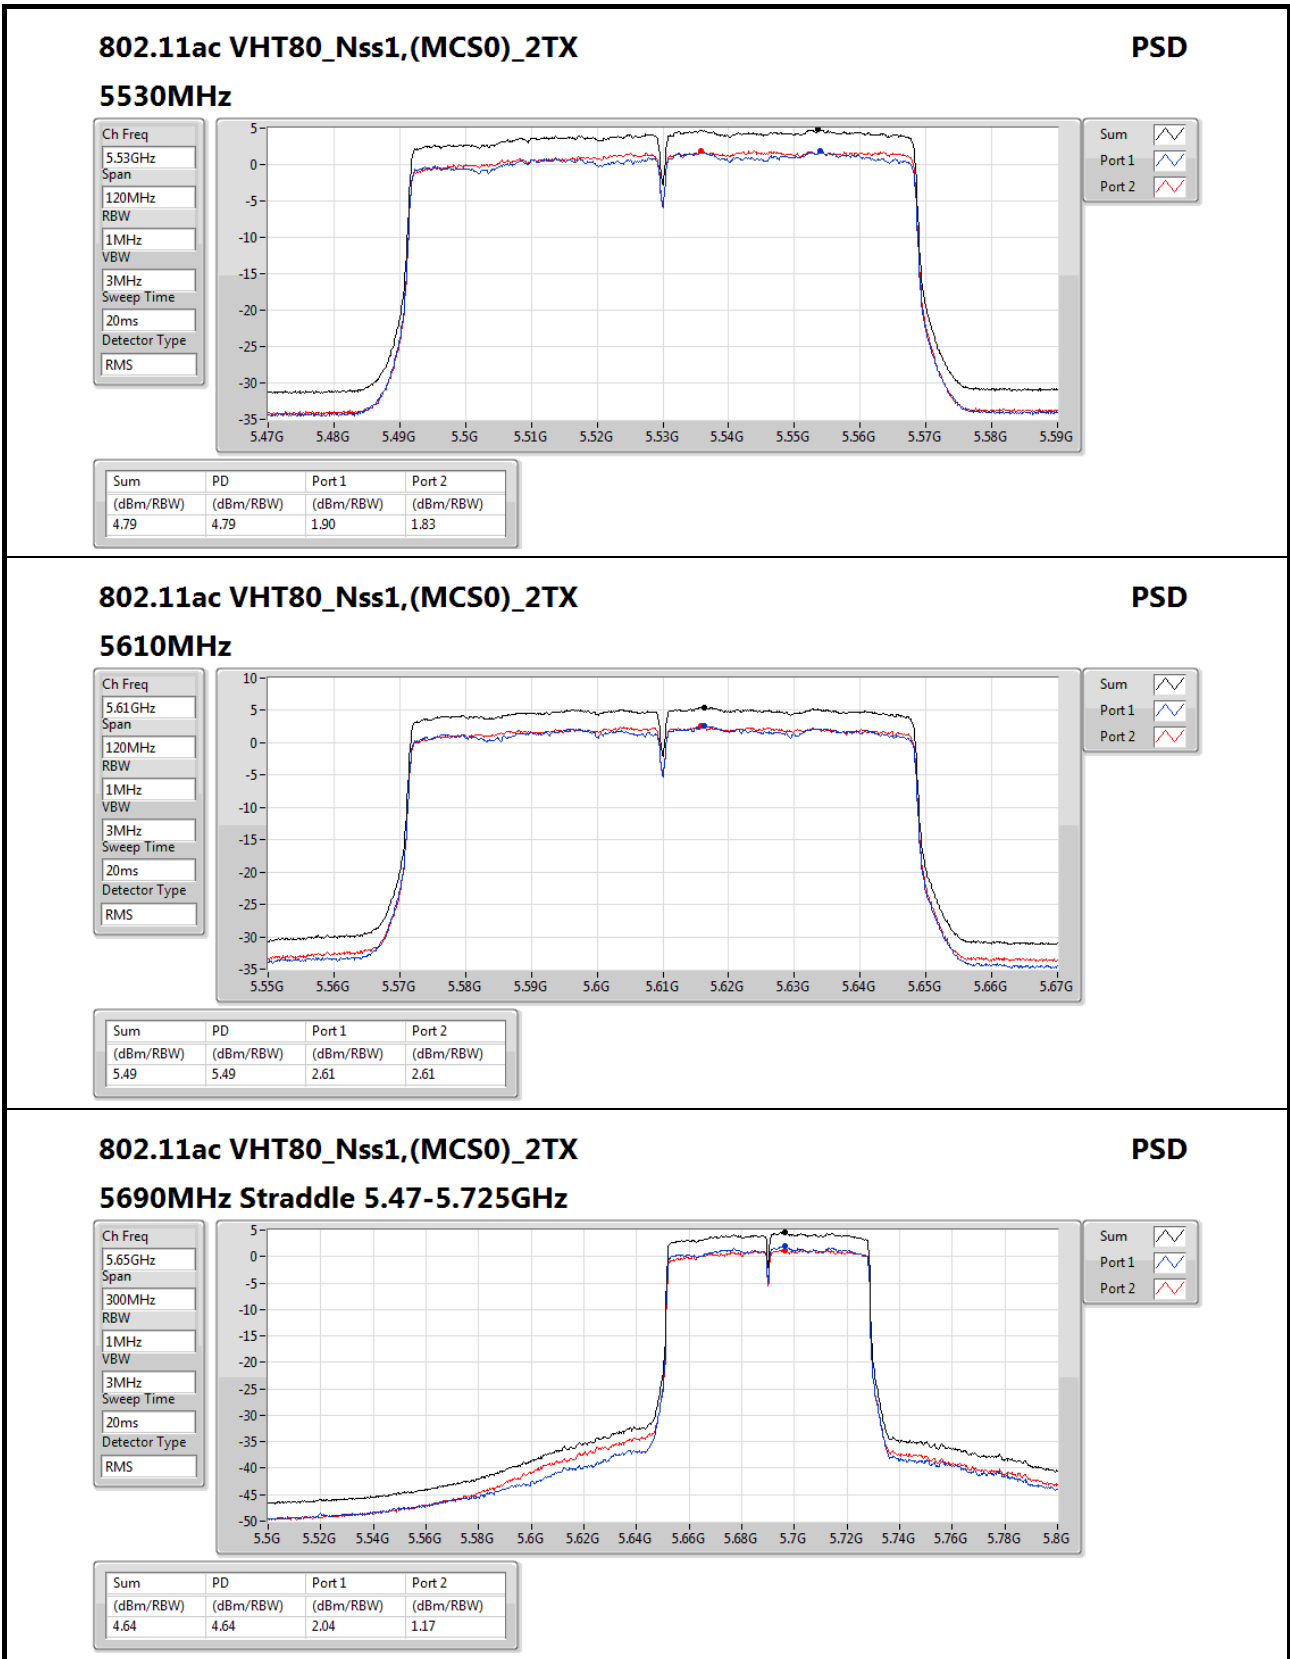 802.11ac VHT80_Nss1,(MCS0)_2TX PSD
5530MHz
Ch Freq
5.53GHz
Span
120MHz
RBW
1MHz
VBW
3MHz
Sweep Time
20ms
Detector Type
RMS
5
0
-5
-10
-15
-20
-25
-30
-35
5.47G 5.48G 5.49G 5.5G 5.51G 5.52G 5.53G 5.54G 5.55G 5.56G 5.57G 5.58G 5.59G
Sum
Port 1
Port 2
Sum PD Port 1 Port 2
(dBm/RBW) (dBm/RBW) (dBm/RBW) (dBm/RBW)
4.79 4.79 1.90 1.83
802.11ac VHT80_Nss1,(MCS0)_2TX PSD
5610MHz
Ch Freq
5.61GHz
Span
120MHz
RBW
1MHz
VBW
3MHz
Sweep Time
20ms
Detector Type
RMS
10
5
0
-5
-10
-15
-20
-25
-30
-35
5.55G 5.56G 5.57G 5.58G 5.59G 5.6G 5.61G 5.62G 5.63G 5.64G 5.65G 5.66G 5.67G
Sum
Port 1
Port 2
Sum PD Port 1 Port 2
(dBm/RBW) (dBm/RBW) (dBm/RBW) (dBm/RBW)
5.49 5.49 2.61 2.61
802.11ac VHT80_Nss1,(MCS0)_2TX PSD
5690MHz Straddle 5.47-5.725GHz
Ch Freq
5.65GHz
Span
300MHz
RBW
1MHz
VBW
3MHz
Sweep Time
20ms
Detector Type
RMS
5
0
-5
-10
-15
-20
-25
-30
-35
-40
-45
-50
5.5G 5.52G 5.54G 5.56G 5.58G 5.6G 5.62G 5.64G 5.66G 5.68G 5.7G 5.72G 5.74G 5.76G 5.78G 5.8G
Sum
Port 1
Port 2
Sum PD Port 1 Port 2
(dBm/RBW) (dBm/RBW) (dBm/RBW) (dBm/RBW)
4.64 4.64 2.04 1.17